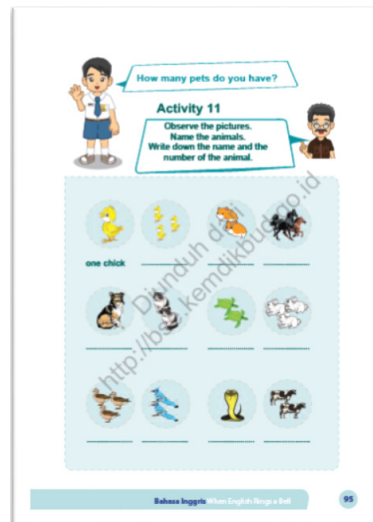 How many pets do you have?
Activity 11
Observe the pictures.
Name the animals.
Write down the name and the
number of the animal.
one chick
Diunduh dari
http://bse.kemdikbud.go.id
Bahasa Inggris When English Rings a Bell
95